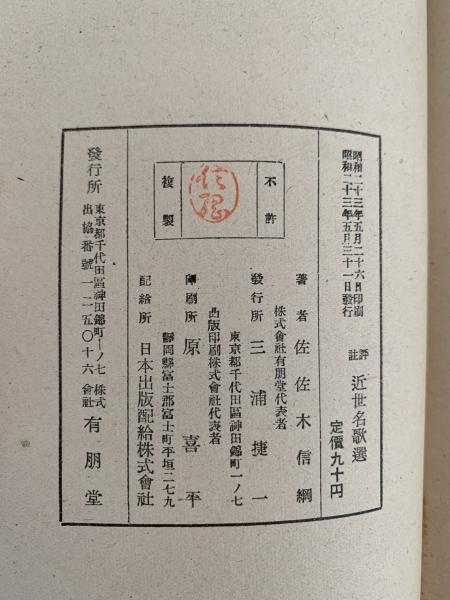 昭和二十三年五月二十六日印刷
昭和二十三年五月三十一日發行
評註 近世名歌選
定價九十円
不許
複製
信綱
著者 佐佐木信綱
株式會社有朋堂代表者
發行所 三浦捷一
東京都千代田區神田錦町一ノ七
凸版印刷株式會社代表者
印刷所 原喜平
靜岡縣富士郡富士町平垣二七九
配給所 日本出版配給株式會社
發行所 東京都千代田區神田錦町一ノ七 株式會社 有朋堂
出協番號 一二五〇一六